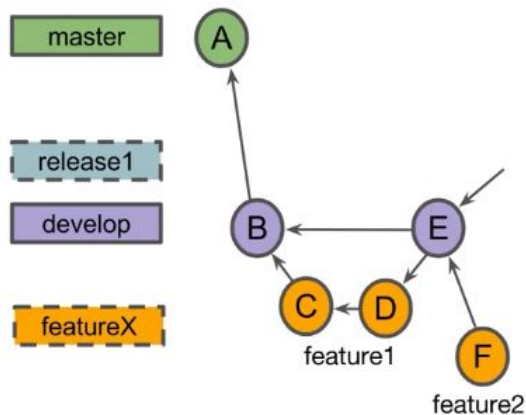 master
A
release1
develop
B
E
C
D
featureX
feature1
F
feature2